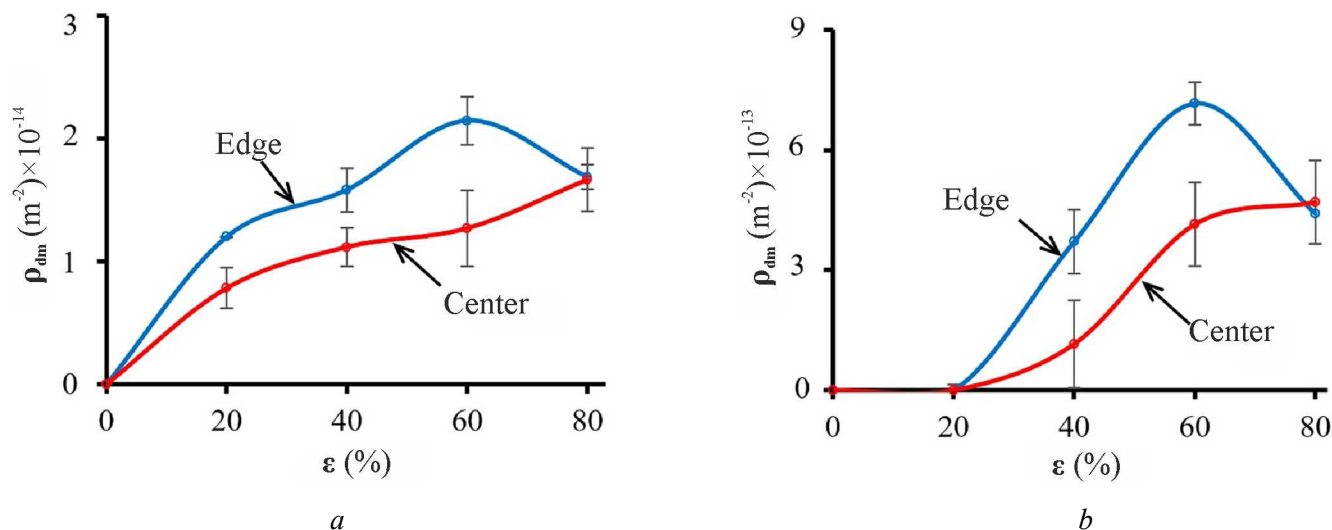 3
2
1
0
ρdm (m⁻²)×10⁻¹⁴
Edge
Center
0 20 40 60 80
ε (%)
a
9
6
3
0
ρdm (m⁻²)×10⁻¹³
Edge
Center
0 20 40 60 80
ε (%)
b